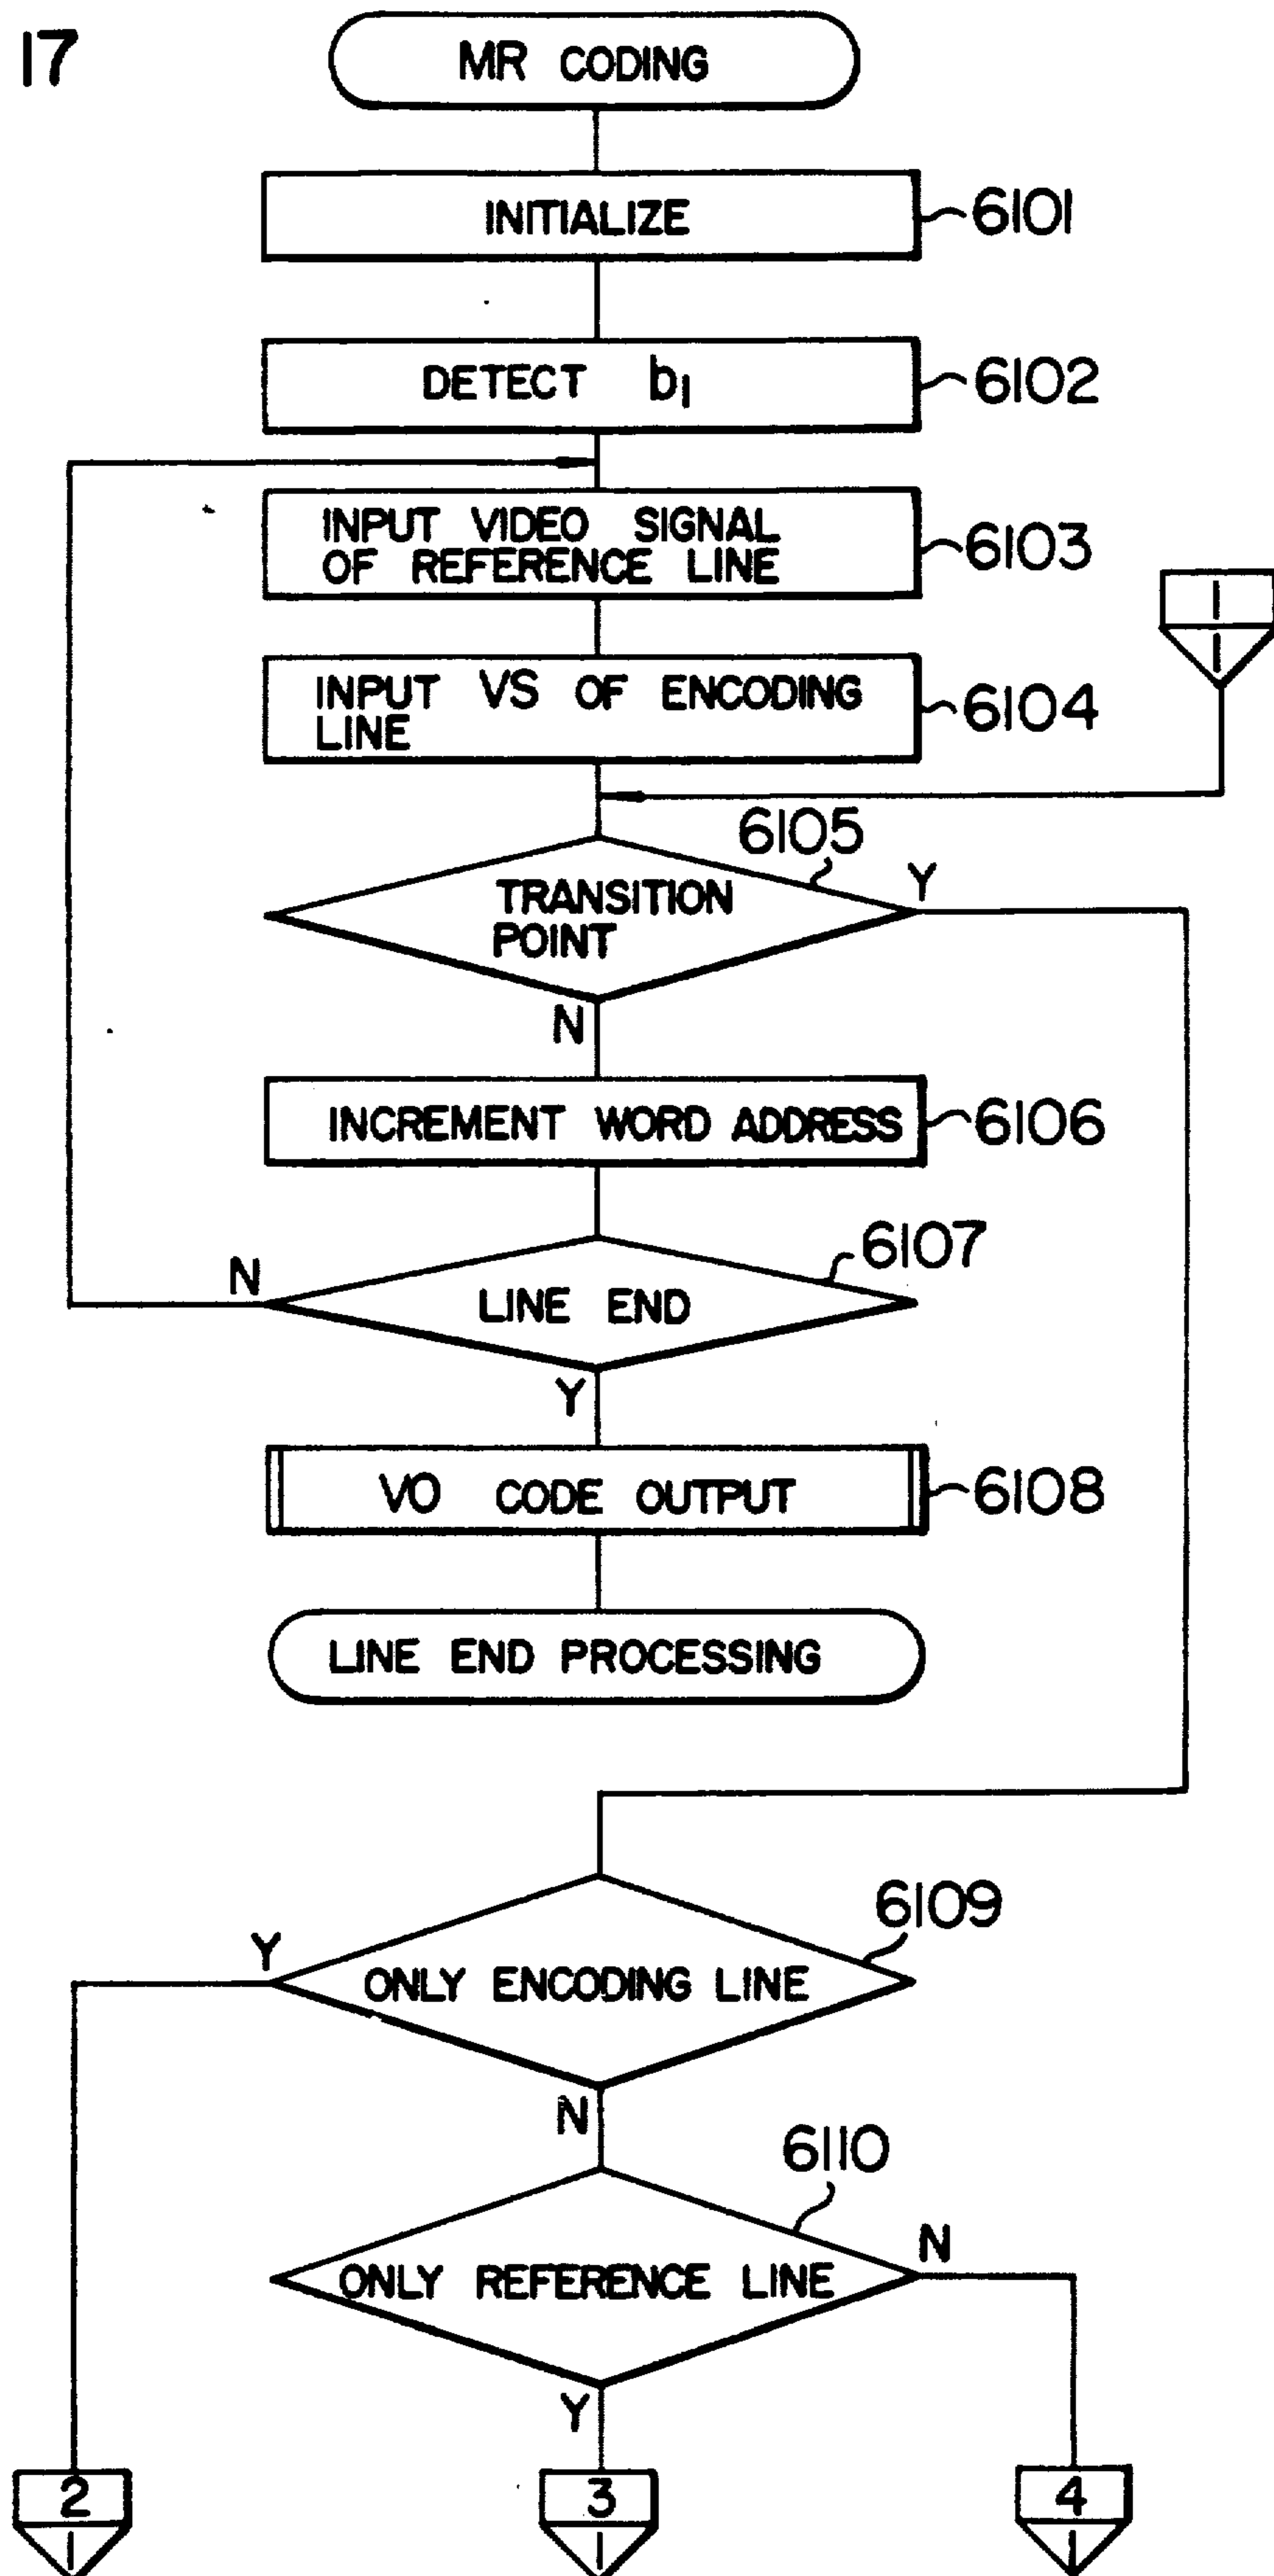 17
MR CODING
INITIALIZE
6101
DETECT b1
6102
INPUT VIDEO SIGNAL
OF REFERENCE LINE
6103
1
1
INPUT VS OF ENCODING
LINE
6104
6105
TRANSITION
POINT
Y
N
INCREMENT WORD ADDRESS
6106
6107
N
LINE END
Y
VO CODE OUTPUT
6108
LINE END PROCESSING
6109
Y
ONLY ENCODING LINE
N
6110
N
ONLY REFERENCE LINE
Y
2
3
4
1
1
1